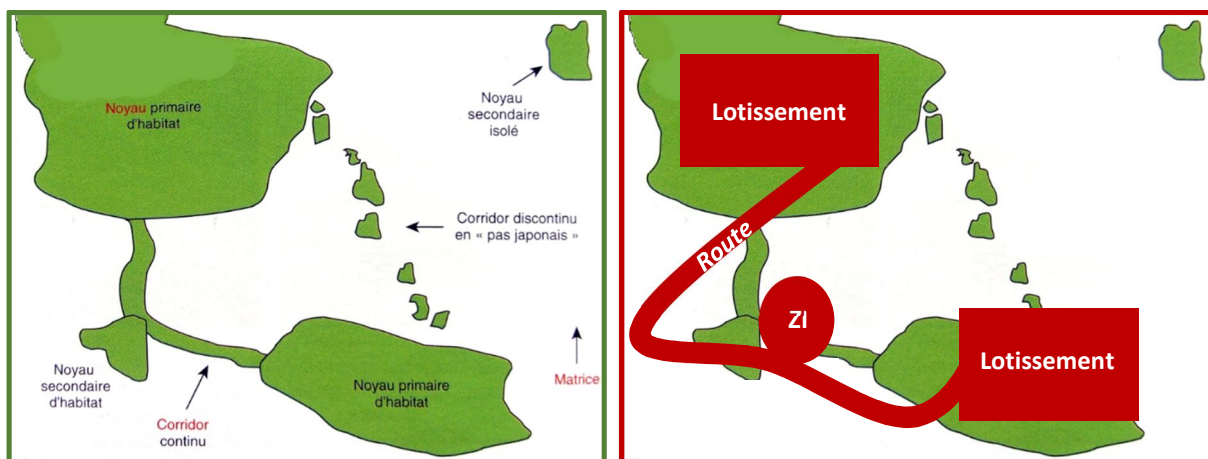 Noyau primaire
d'habitat
Noyau
secondaire
isolé
Corridor discontinu
en « pas japonais »
Noyau
secondaire
d'habitat
Corridor
continu
Noyau primaire
d'habitat
Matrice
Lotissement
Route
ZI
Lotissement